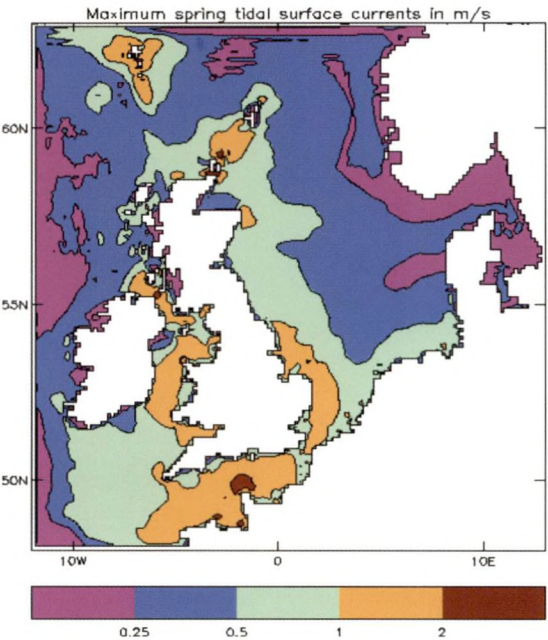 Maximum spring tidal surface currents in m/s
60N
55N
50N
10W 0 10E
0.25 0.5 1 2